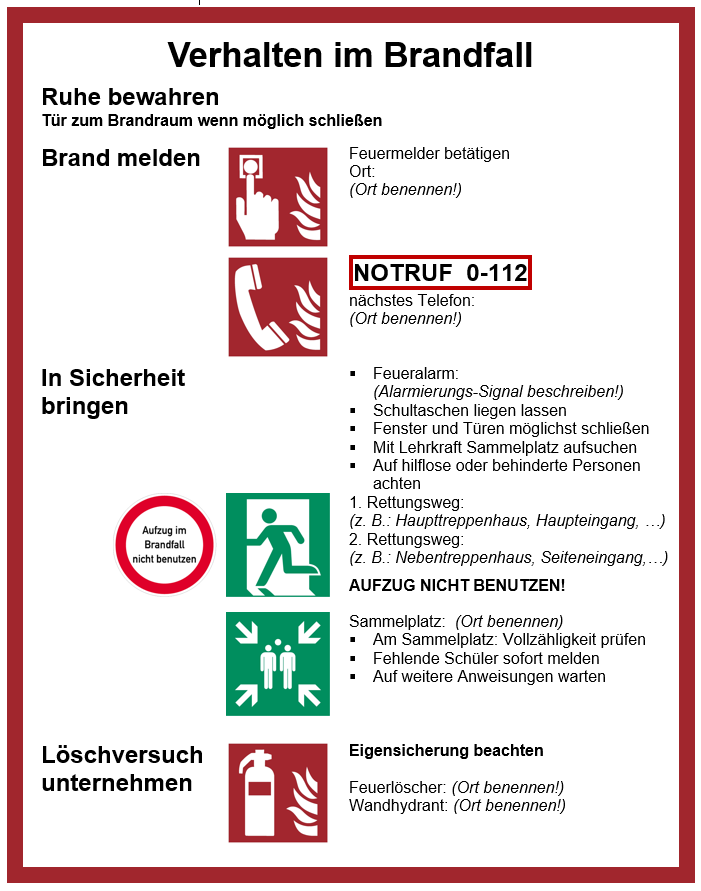 Verhalten im Brandfall
Ruhe bewahren
Tür zum Brandraum wenn möglich schließen
Brand melden
Feuermelder betätigen
Ort:
(Ort benennen!)
NOTRUF 0-112
nächstes Telefon:
(Ort benennen!)
In Sicherheit
bringen
▪ Feueralarm:
(Alarmierungs-Signal beschreiben!)
▪ Schultaschen liegen lassen
▪ Fenster und Türen möglichst schließen
▪ Mit Lehrkraft Sammelplatz aufsuchen
▪ Auf hilflose oder behinderte Personen
achten
Aufzug im
Brandfall
nicht benutzen
1. Rettungsweg:
(z. B.: Haupttreppenhaus, Haupteingang, …)
2. Rettungsweg:
(z. B.: Nebentreppenhaus, Seiteneingang,…)
AUFZUG NICHT BENUTZEN!
Sammelplatz: (Ort benennen)
▪ Am Sammelplatz: Vollzähligkeit prüfen
▪ Fehlende Schüler sofort melden
▪ Auf weitere Anweisungen warten
Löschversuch
unternehmen
Eigensicherung beachten
Feuerlöscher: (Ort benennen!)
Wandhydrant: (Ort benennen!)